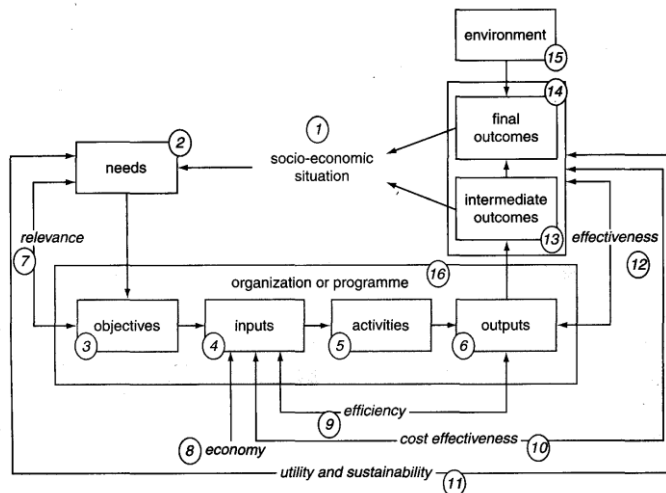 environment
15
14
1
final
outcomes
2
needs
socio-economic
situation
intermediate
outcomes
13
relevance
7
effectiveness
12
16
organization or programme
objectives
3
inputs
4
activities
5
outputs
6
efficiency
9
8 economy
cost effectiveness 10
utility and sustainability 11